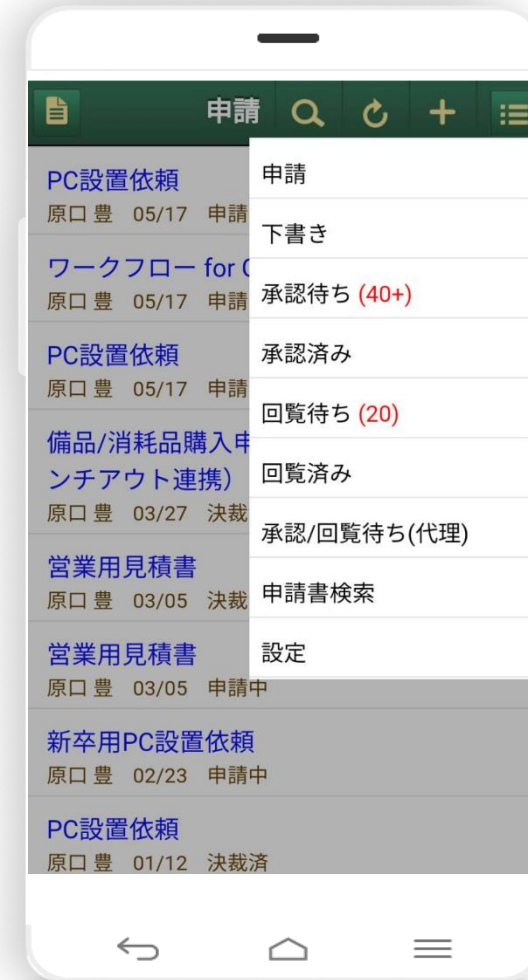 申請
PC設置依頼
原口 豊 05/17 申請
ワークフロー for
原口 豊 05/17 申請
PC設置依頼
原口 豊 05/17 申請
備品/消耗品購入申
ンチアウト連携)
原口 豊 03/27 決裁
営業用見積書
原口 豊 03/05 決裁
営業用見積書
原口 豊 03/05 申請中
新卒用PC設置依頼
原口 豊 02/23 申請中
PC設置依頼
原口 豊 01/12 決裁済
申請
下書き
承認待ち (40+)
承認済み
回覧待ち (20)
回覧済み
承認/回覧待ち(代理)
申請書検索
設定